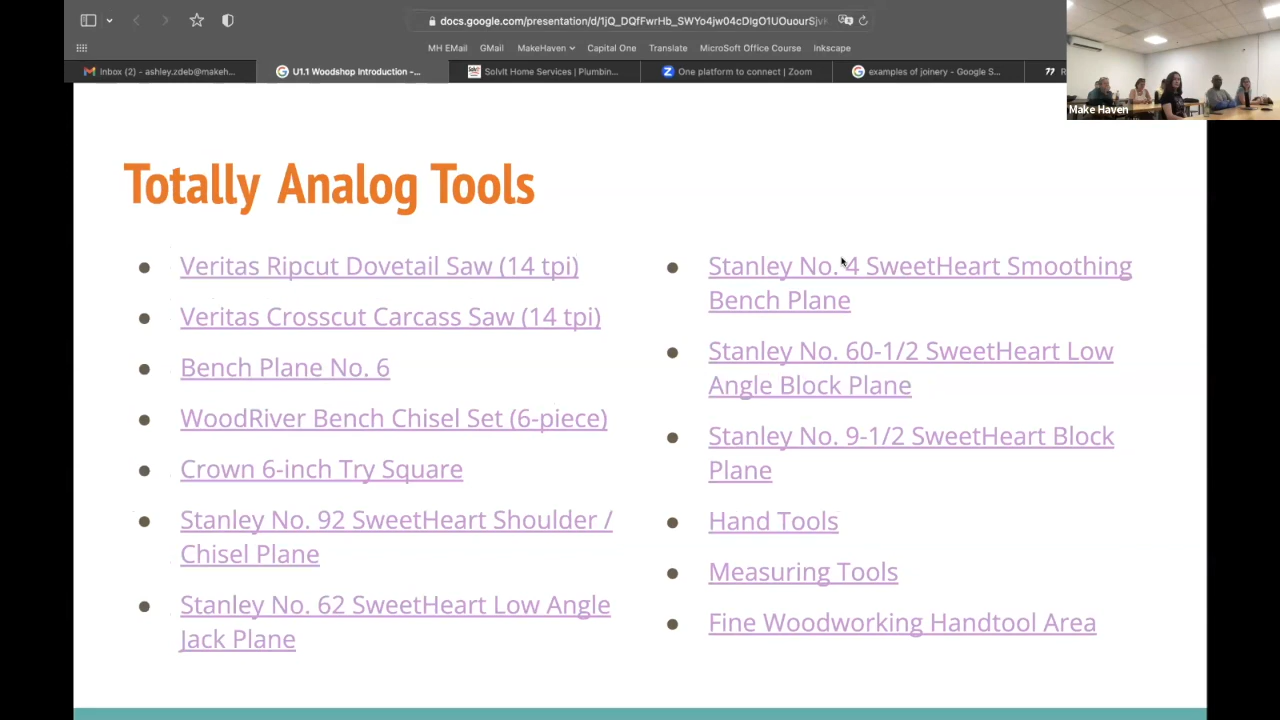 docs.google.com/presentation/d/1jQ_DQfFwrHb_SWYo4jw04cDIgO1UOuourSjv
MH EMail GMail MakeHaven Capital One Translate MicroSoft Office Course Inkscape
Inbox (2) - ashley.zdeb@makeh...
U1.1 Woodshop Introduction -...
SolvIt Home Services | Plumbin...
One platform to connect | Zoom
examples of joinery - Google S...
Make Haven
Totally Analog Tools
Veritas Ripcut Dovetail Saw (14 tpi)
Veritas Crosscut Carcass Saw (14 tpi)
Bench Plane No. 6
WoodRiver Bench Chisel Set (6-piece)
Crown 6-inch Try Square
Stanley No. 92 SweetHeart Shoulder /
Chisel Plane
Stanley No. 62 SweetHeart Low Angle
Jack Plane
Stanley No. 4 SweetHeart Smoothing
Bench Plane
Stanley No. 60-1/2 SweetHeart Low
Angle Block Plane
Stanley No. 9-1/2 SweetHeart Block
Plane
Hand Tools
Measuring Tools
Fine Woodworking Handtool Area